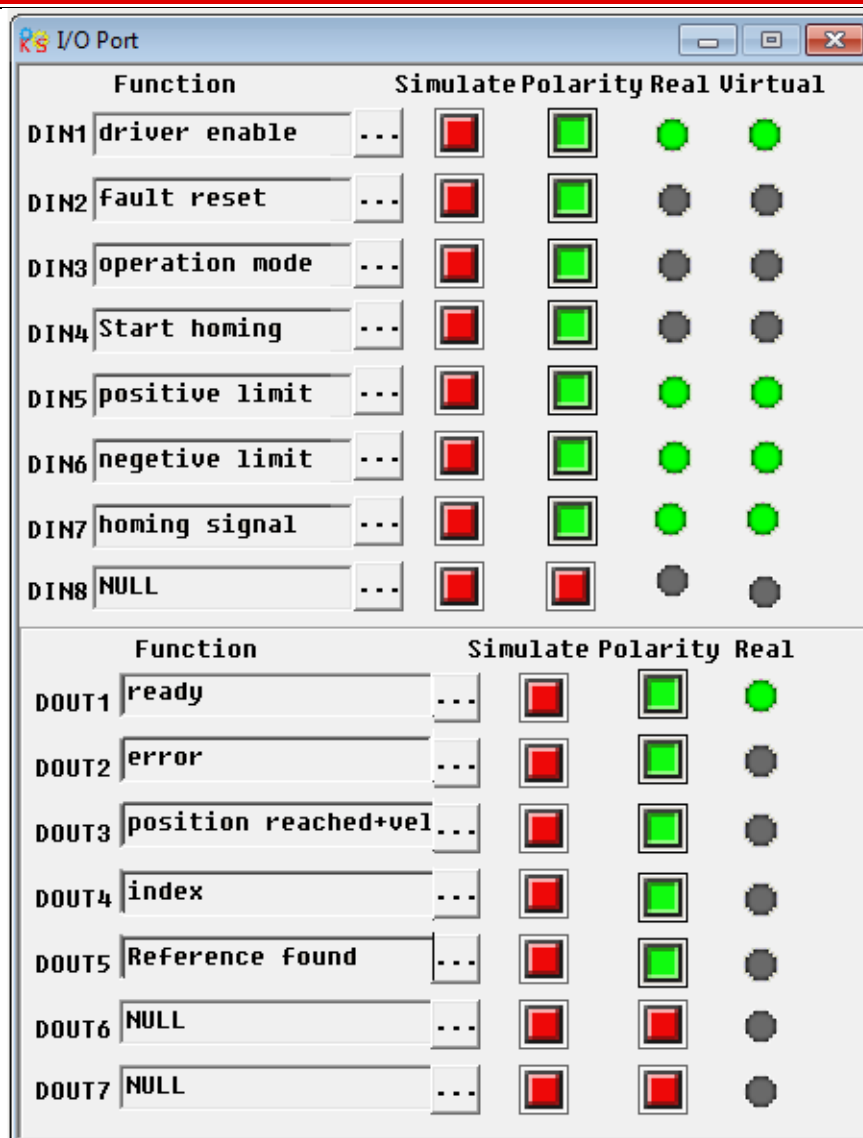 I/O Port
Function Simulate Polarity Real Virtual
DIN1 driver enable ...
DIN2 fault reset ...
DIN3 operation mode ...
DIN4 Start homing ...
DIN5 positive limit ...
DIN6 negetive limit ...
DIN7 homing signal ...
DIN8 NULL ...
Function Simulate Polarity Real
DOUT1 ready ...
DOUT2 error ...
DOUT3 position reached+vel ...
DOUT4 index ...
DOUT5 Reference found ...
DOUT6 NULL ...
DOUT7 NULL ...